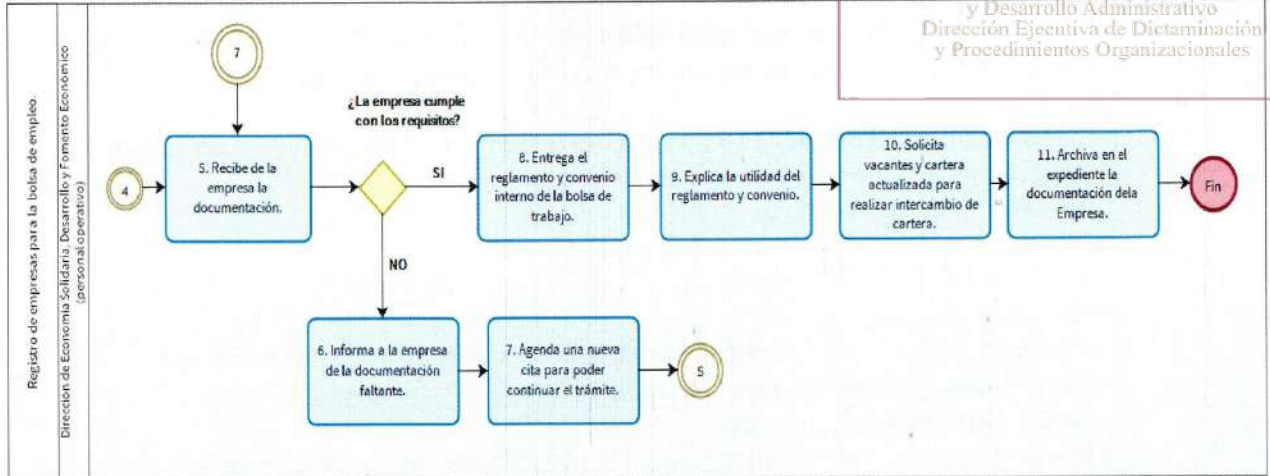 y Desarrollo Administrativo
Dirección Ejecutiva de Dictaminación
y Procedimientos Organizacionales
Registro de empresas para la bolsa de empleo.
Dirección de Economía Solidaria, Desarrollo y Fomento Económico
(personal operativo)
7
¿La empresa cumple
con los requisitos?
4
5. Recibe de la
empresa la
documentación.
SI
8. Entrega el
reglamento y convenio
interno de la bolsa de
trabajo.
9. Explica la utilidad del
reglamento y convenio.
10. Solicita
vacantes y cartera
actualizada para
realizar intercambio de
cartera.
11. Archiva en el
expediente la
documentación dela
Empresa.
Fin
NO
6. Informa a la empresa
de la documentación
faltante.
7. Agenda una nueva
cita para poder
continuar el trámite.
5